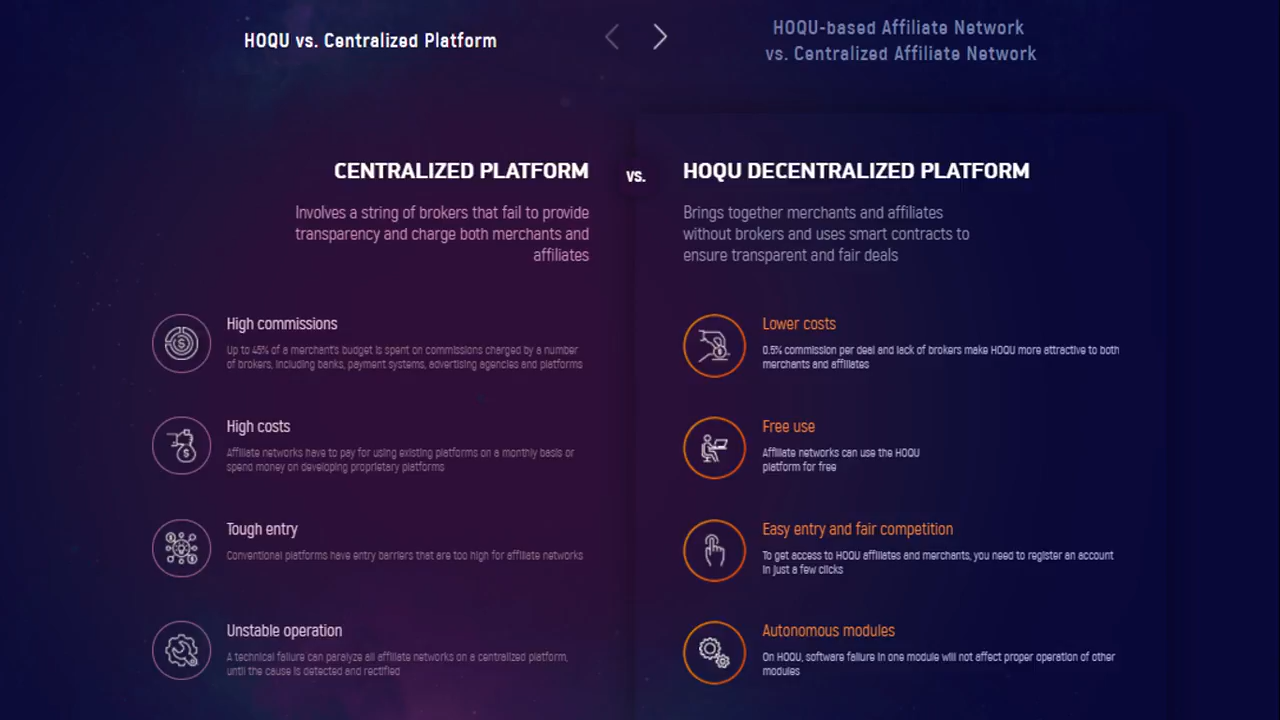 HOQU vs. Centralized Platform
HOQU-based Affiliate Network
vs. Centralized Affiliate Network
CENTRALIZED PLATFORM
vs.
HOQU DECENTRALIZED PLATFORM
Involves a string of brokers that fail to provide
transparency and charge both merchants and
affiliates
Brings together merchants and affiliates
without brokers and uses smart contracts to
ensure transparent and fair deals
High commissions
Up to 45% of a merchant's budget is spent on commissions charged by a number
of brokers, including banks, payment systems, advertising agencies and platforms
Lower costs
0.5% commission per deal and lack of brokers make HOQU more attractive to both
merchants and affiliates
High costs
Affiliate networks have to pay for using existing platforms on a monthly basis or
spend money on developing proprietary platforms
Free use
Affiliate networks can use the HOQU
platform for free
Tough entry
Conventional platforms have entry barriers that are too high for affiliate networks
Easy entry and fair competition
To get access to HOQU affiliates and merchants, you need to register an account
in just a few clicks
Unstable operation
A technical failure can paralyze all affiliate networks on a centralized platform,
until the cause is detected and rectified
Autonomous modules
On HOQU, software failure in one module will not affect proper operation of other
modules